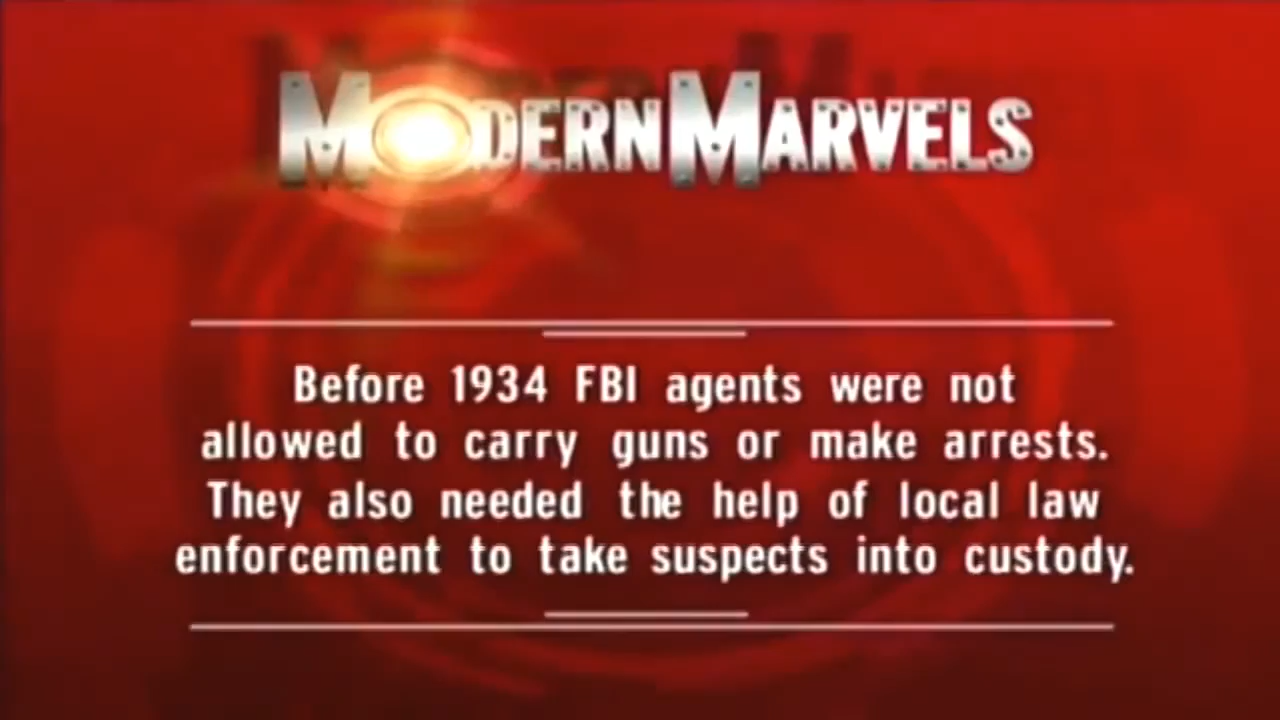 MODERN MARVELS
Before 1934 FBI agents were not
allowed to carry guns or make arrests.
They also needed the help of local law
enforcement to take suspects into custody.